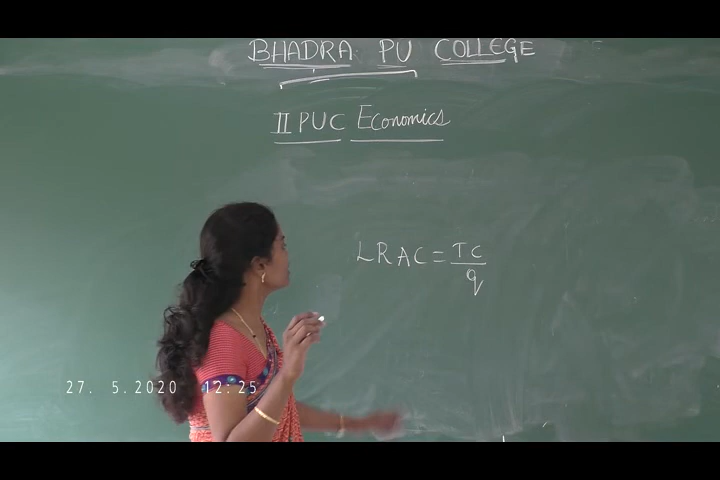 BHADRA PU COLLEGE
II PUC Economics
LRAC = TC
q
27. 5.2020 12:25